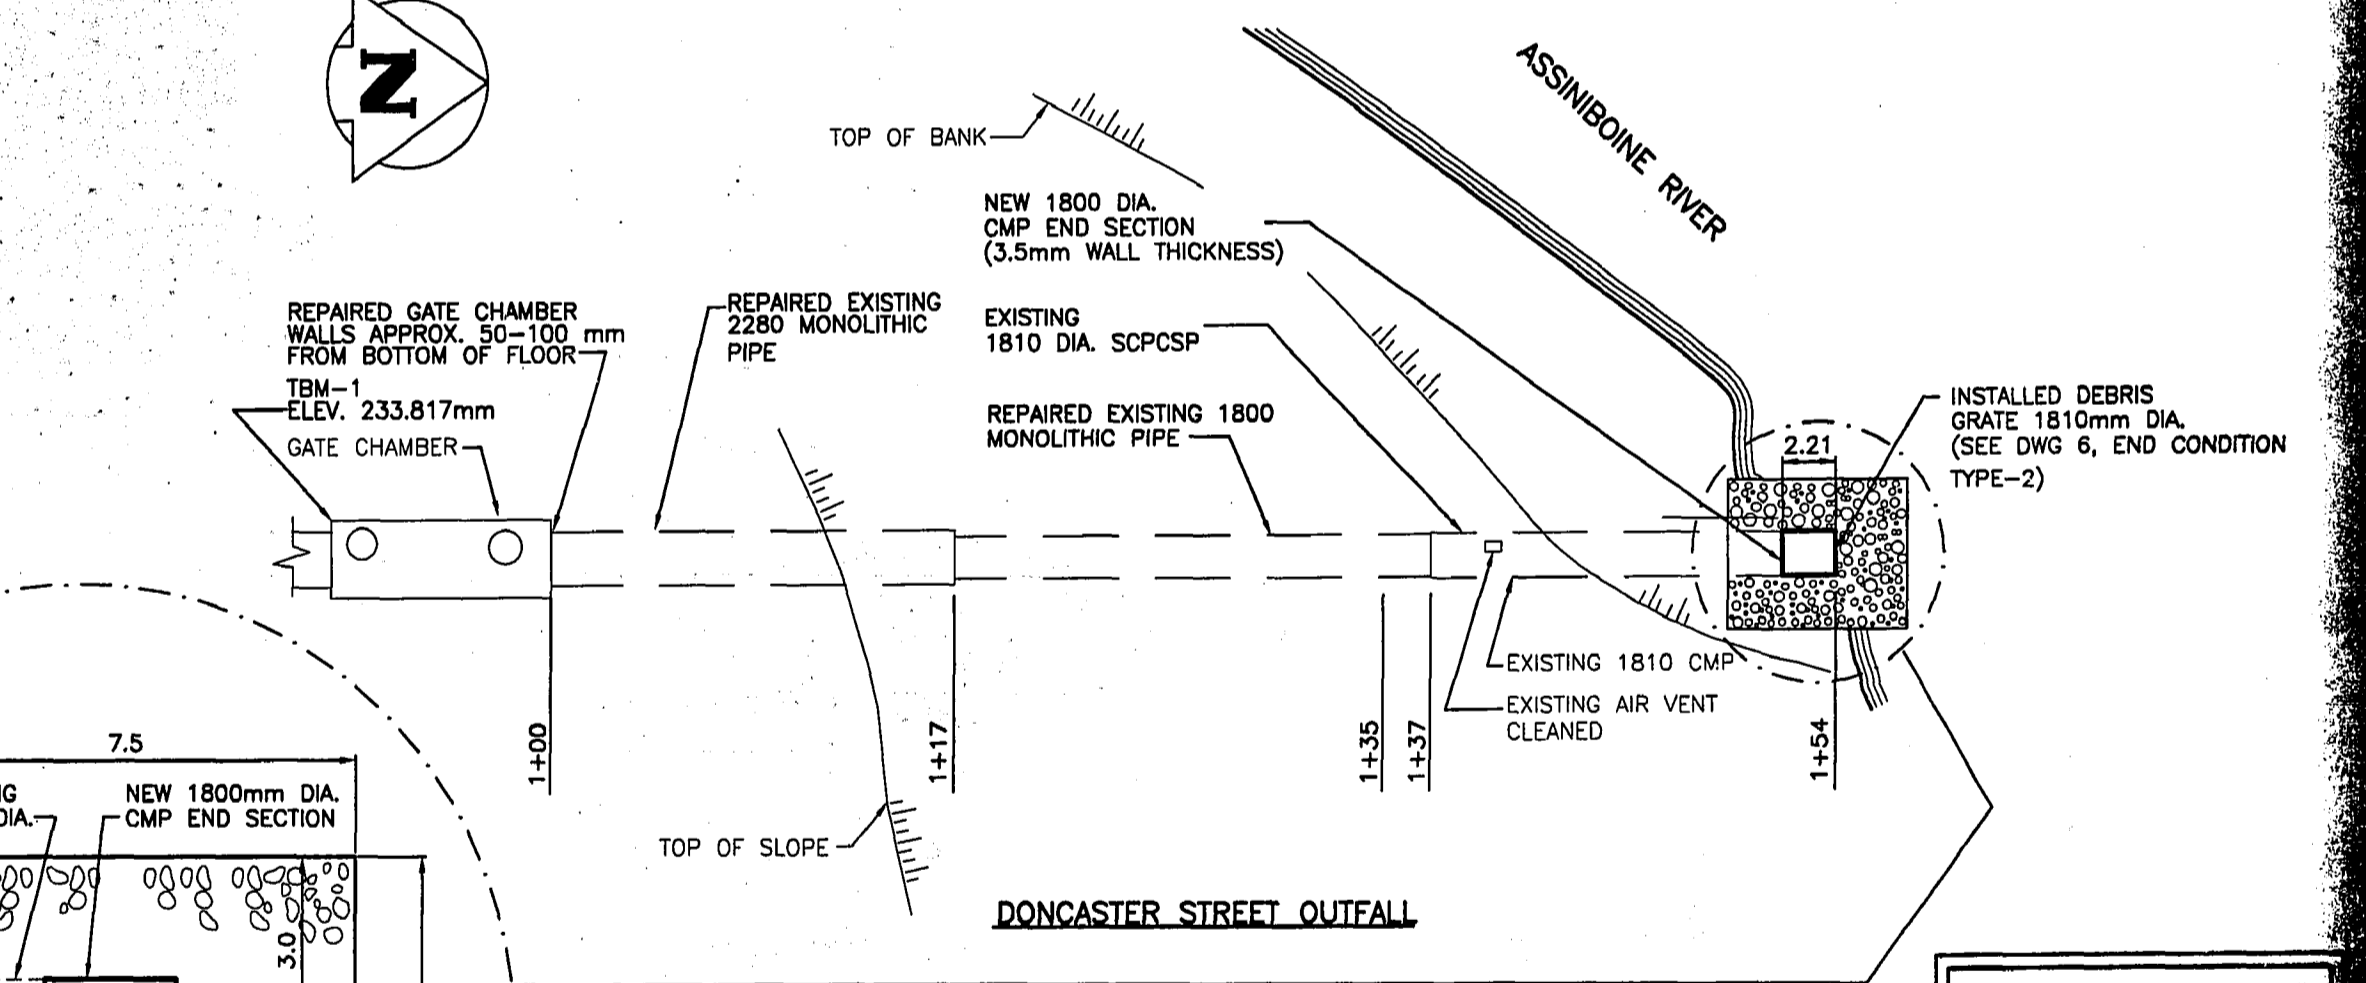 N
ASSINIBOINE RIVER
TOP OF BANK
NEW 1800 DIA.
CMP END SECTION
(3.5mm WALL THICKNESS)
REPAIRED GATE CHAMBER
WALLS APPROX. 50-100 mm
FROM BOTTOM OF FLOOR
TBM-1
ELEV. 233.817mm
GATE CHAMBER
REPAIRED EXISTING
2280 MONOLITHIC
PIPE
EXISTING
1810 DIA. SCPCSP
REPAIRED EXISTING 1800
MONOLITHIC PIPE
2.21
INSTALLED DEBRIS
GRATE 1810mm DIA.
(SEE DWG 6, END CONDITION
TYPE-2)
EXISTING 1810 CMP
EXISTING AIR VENT
CLEANED
1+00
1+17
1+35
1+37
1+54
7.5
NEW 1800mm DIA.
CMP END SECTION
DIA.
3.0
TOP OF SLOPE
DONCASTER STREET OUTFALL